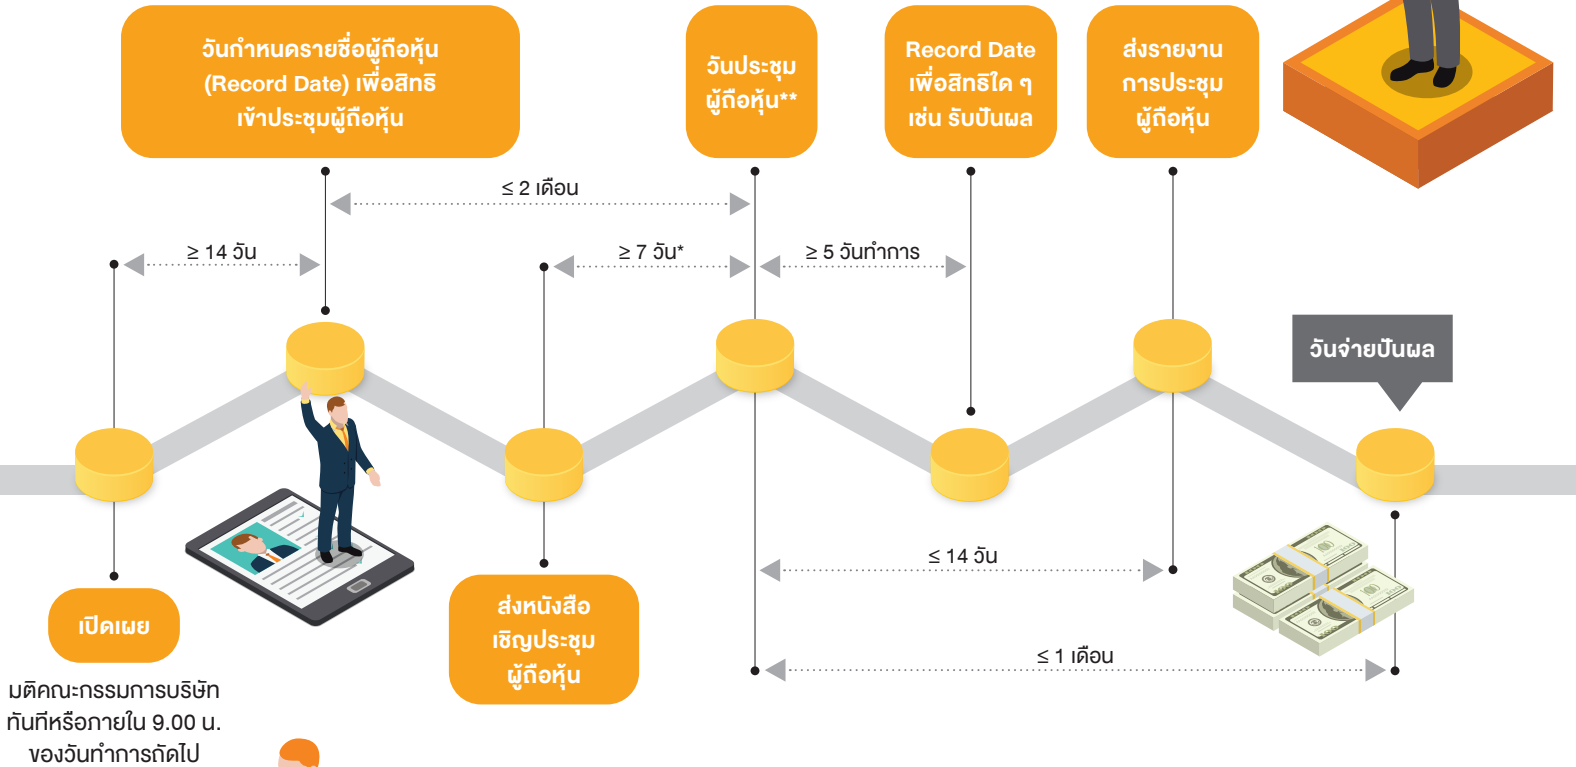 วันกำหนดรายชื่อผู้ถือหุ้น
(Record Date) เพื่อสิทธิ
เข้าประชุมผู้ถือหุ้น
วันประชุม
ผู้ถือหุ้น**
Record Date
เพื่อสิทธิใด ๆ
เช่น รับปันผล
ส่งรายงาน
การประชุม
ผู้ถือหุ้น
≤ 2 เดือน
≥ 14 วัน
≥ 7 วัน*
≥ 5 วันทำการ
วันจ่ายปันผล
≤ 14 วัน
≤ 1 เดือน
เปิดเผย
มติคณะกรรมการบริษัท
ทันทีหรือภายใน 9.00 น.
ของวันทำการถัดไป
ส่งหนังสือ
เชิญประชุม
ผู้ถือหุ้น